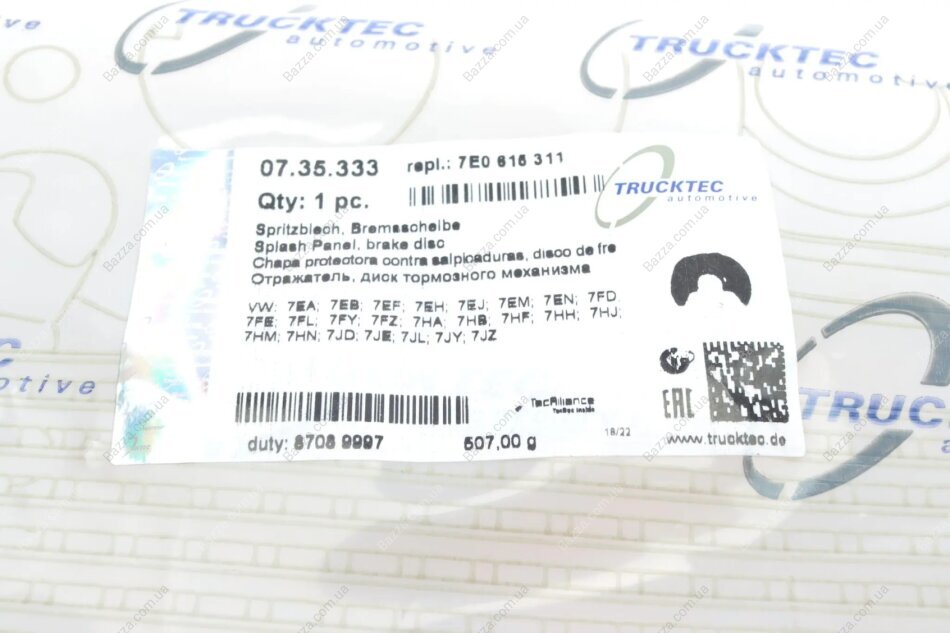 TRUCKTEC
automotive
TRUCKTEC
automotive
07.35.333 repl.: 7E0 615 311
Qty: 1 pc.
TRUCKTEC
automotive
Spritzblech, Bremsscheibe
Splash Panel, brake disc
Chapa protectora contra salpicaduras, disco de fre
Отражатель, диск тормозного механизма
VW: 7EA; 7EB; 7EF; 7EH; 7EJ; 7EM; 7EN; 7FD;
7FE; 7FL; 7FY; 7FZ; 7HA; 7HB; 7HF; 7HH; 7HJ;
7HM; 7HN; 7JD; 7JE; 7JL; 7JY; 7JZ
TecAlliance
TecDoc Inside
EAC
duty: 8708 9997 507,00 g 18/22 www.trucktec.de
TRUCK
Bazza.com.ua